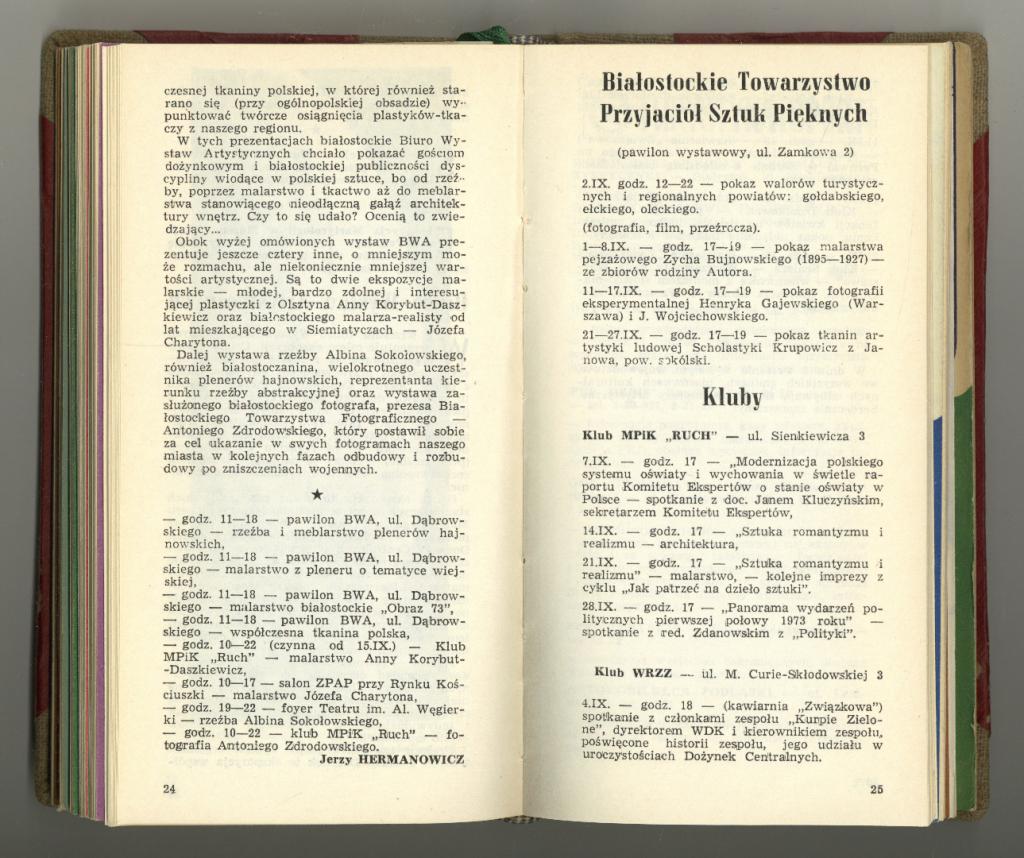 czesnej tkaniny polskiej, w której również sta-
rano się (przy ogólnopolskiej obsadzie) wy-
punktować twórcze osiągnięcia plastyków-tka-
czy z naszego regionu.
W tych prezentacjach białostockie Biuro Wy-
staw Artystycznych chciało pokazać gościom
dożynkowym i białostockiej publiczności dys-
cypliny wiodące w polskiej sztuce, bo od rzeź-
by, poprzez malarstwo i tkactwo aż do meblar-
stwa stanowiącego nieodłączną gałąź architek-
tury wnętrz. Czy to się udało? Ocenią to zwie-
dzający...
Obok wyżej omówionych wystaw BWA pre-
zentuje jeszcze cztery inne, o mniejszym mo-
że rozmachu, ale niekoniecznie mniejszej war-
tości artystycznej. Są to dwie ekspozycje ma-
larskie — młodej, bardzo zdolnej i interesu-
jącej plastyczki z Olsztyna Anny Korybut-Dasz-
kiewicz oraz białostockiego malarza-realisty od
lat mieszkającego w Siemiatyczach — Józefa
Charytona.
Dalej wystawa rzeźby Albina Sokołowskiego,
również białostoczanina, wielokrotnego uczest-
nika plenerów hajnowskich, reprezentanta kie-
runku rzeźby abstrakcyjnej oraz wystawa za-
służonego białostockiego fotografa, prezesa Bia-
łostockiego Towarzystwa Fotograficznego —
Antoniego Zdrodowskiego, który postawił sobie
za cel ukazanie w swych fotogramach naszego
miasta w kolejnych fazach odbudowy i rozbu-
dowy po zniszczeniach wojennych.
★
— godz. 11—18 — pawilon BWA, ul. Dąbrow-
skiego — rzeźba i meblarstwo plenerów haj-
nowskich,
— godz. 11—18 — pawilon BWA, ul. Dąbrow-
skiego — malarstwo z pleneru o tematyce wiej-
skiej,
— godz. 11—18 — pawilon BWA, ul. Dąbrow-
skiego — malarstwo białostockie „Obraz 73",
— godz. 11—18 — pawilon BWA, ul. Dąbrow-
skiego — współczesna tkanina polska,
— godz. 10—22 (czynna od 15.IX.) — Klub
MPiK „Ruch" — malarstwo Anny Korybut-
-Daszkiewicz,
— godz. 10—17 — salon ZPAP przy Rynku Koś-
ciuszki — malarstwo Józefa Charytona,
— godz. 19—22 — foyer Teatru im. Al. Węgier-
ki — rzeźba Albina Sokołowskiego,
— godz. 10—22 — klub MPiK „Ruch" — fo-
tografia Antoniego Zdrodowskiego.
Jerzy HERMANOWICZ
24
Białostockie Towarzystwo
Przyjaciół Sztuk Pięknych
(pawilon wystawowy, ul. Zamkowa 2)
2.IX. godz. 12—22 — pokaz walorów turystycz-
nych i regionalnych powiatów: gołdabskiego,
ełckiego, oleckiego.
(fotografia, film, przeźrocza).
1—8.IX. — godz. 17—19 — pokaz malarstwa
pejzażowego Zycha Bujnowskiego (1895—1927) —
ze zbiorów rodziny Autora.
11—17.IX. — godz. 17—19 — pokaz fotografii
eksperymentalnej Henryka Gajewskiego (War-
szawa) i J. Wojciechowskiego.
21—27.IX. — godz. 17—19 — pokaz tkanin ar-
tystyki ludowej Scholastyki Krupowicz z Ja-
nowa, pow. sokólski.
Kluby
Klub MPiK „RUCH" — ul. Sienkiewicza 3
7.IX. — godz. 17 — „Modernizacja polskiego
systemu oświaty i wychowania w świetle ra-
portu Komitetu Ekspertów o stanie oświaty w
Polsce — spotkanie z doc. Janem Kluczyńskim,
sekretarzem Komitetu Ekspertów,
14.IX. — godz. 17 — „Sztuka romantyzmu i
realizmu — architektura,
21.IX. — godz. 17 — „Sztuka romantyzmu i
realizmu" — malarstwo, — kolejne imprezy z
cyklu „Jak patrzeć na dzieło sztuki".
28.IX. — godz. 17 — „Panorama wydarzeń po-
litycznych pierwszej połowy 1973 roku" —
spotkanie z red. Zdanowskim z „Polityki".
Klub WRZZ — ul. M. Curie-Skłodowskiej 3
4.IX. — godz. 18 — (kawiarnia „Związkowa")
spotkanie z członkami zespołu „Kurpie Zielo-
ne", dyrektorem WDK i kierownikiem zespołu,
poświęcone historii zespołu, jego udziału w
uroczystościach Dożynek Centralnych.
25